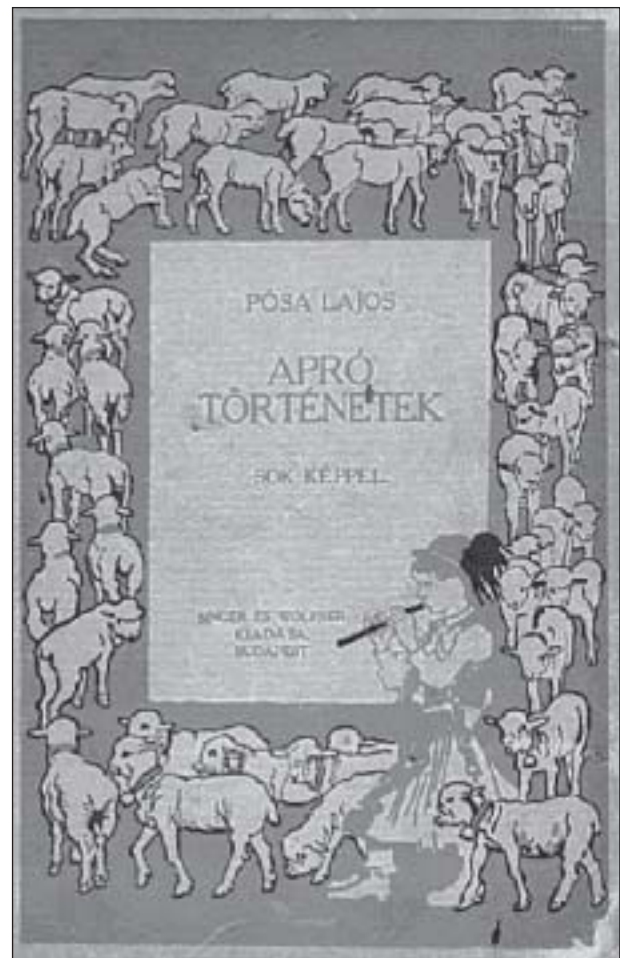 PÓSA LAJOS
APRÓ
TÖRTÉNETEK
SOK KÉPPEL
SINGER ÉS WOLFNER
KIADÁSA,
BUDAPEST